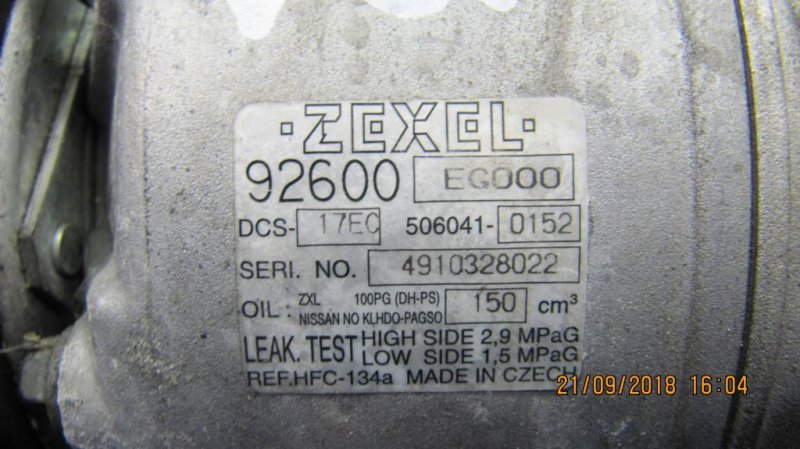 ·ZEXEL·
92600 EG000
DCS- 17EC 506041- 0152
SERI. NO. 4910328022
OIL: ZXL 100PG (DH-PS) 150 cm³
NISSAN NO KLHDO-PAGSO
LEAK. TEST HIGH SIDE 2,9 MPaG
LOW SIDE 1,5 MPaG
REF.HFC-134a MADE IN CZECH
21/09/2018 16:04